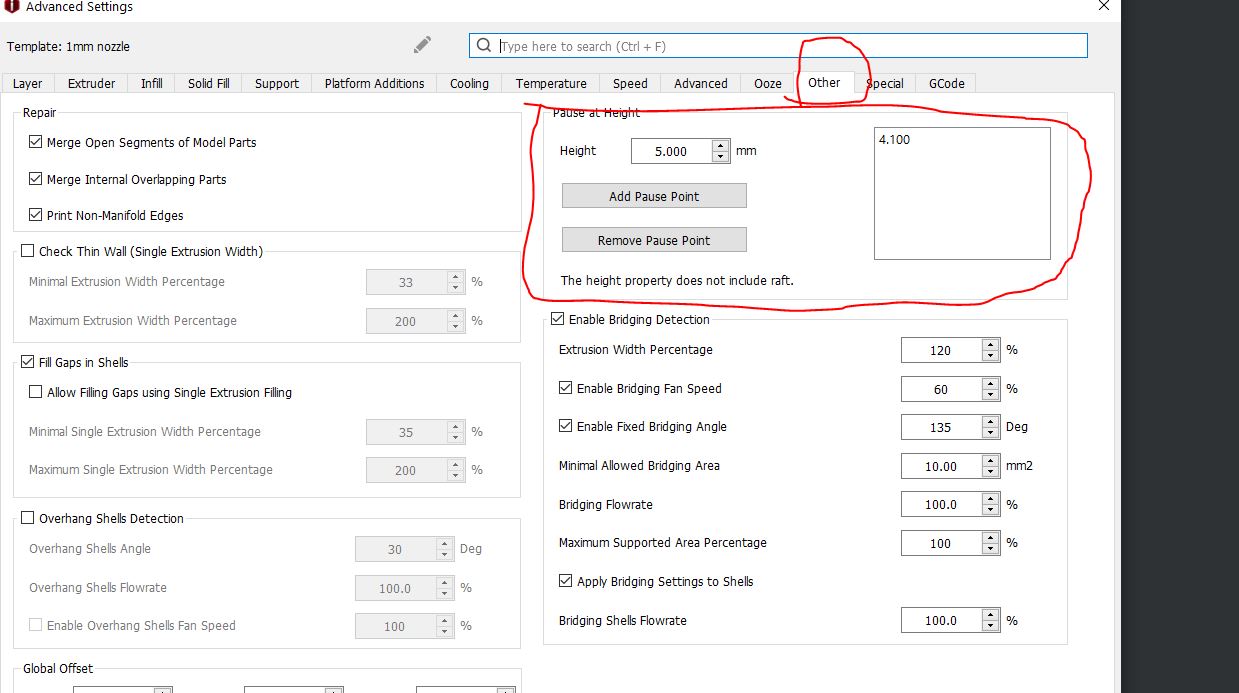 Advanced Settings
Template: 1mm nozzle
Type here to search (Ctrl + F)
Layer Extruder Infill Solid Fill Support Platform Additions Cooling Temperature Speed Advanced Ooze Other Special GCode
Repair
Merge Open Segments of Model Parts
Merge Internal Overlapping Parts
Print Non-Manifold Edges
Check Thin Wall (Single Extrusion Width)
Minimal Extrusion Width Percentage 33 %
Maximum Extrusion Width Percentage 200 %
Fill Gaps in Shells
Allow Filling Gaps using Single Extrusion Filling
Minimal Single Extrusion Width Percentage 35 %
Maximum Single Extrusion Width Percentage 200 %
Overhang Shells Detection
Overhang Shells Angle 30 Deg
Overhang Shells Flowrate 100.0 %
Enable Overhang Shells Fan Speed 100 %
Global Offset
Pause at Height
Height 5.000 mm
4.100
Add Pause Point
Remove Pause Point
The height property does not include raft.
Enable Bridging Detection
Extrusion Width Percentage 120 %
Enable Bridging Fan Speed 60 %
Enable Fixed Bridging Angle 135 Deg
Minimal Allowed Bridging Area 10.00 mm2
Bridging Flowrate 100.0 %
Maximum Supported Area Percentage 100 %
Apply Bridging Settings to Shells
Bridging Shells Flowrate 100.0 %